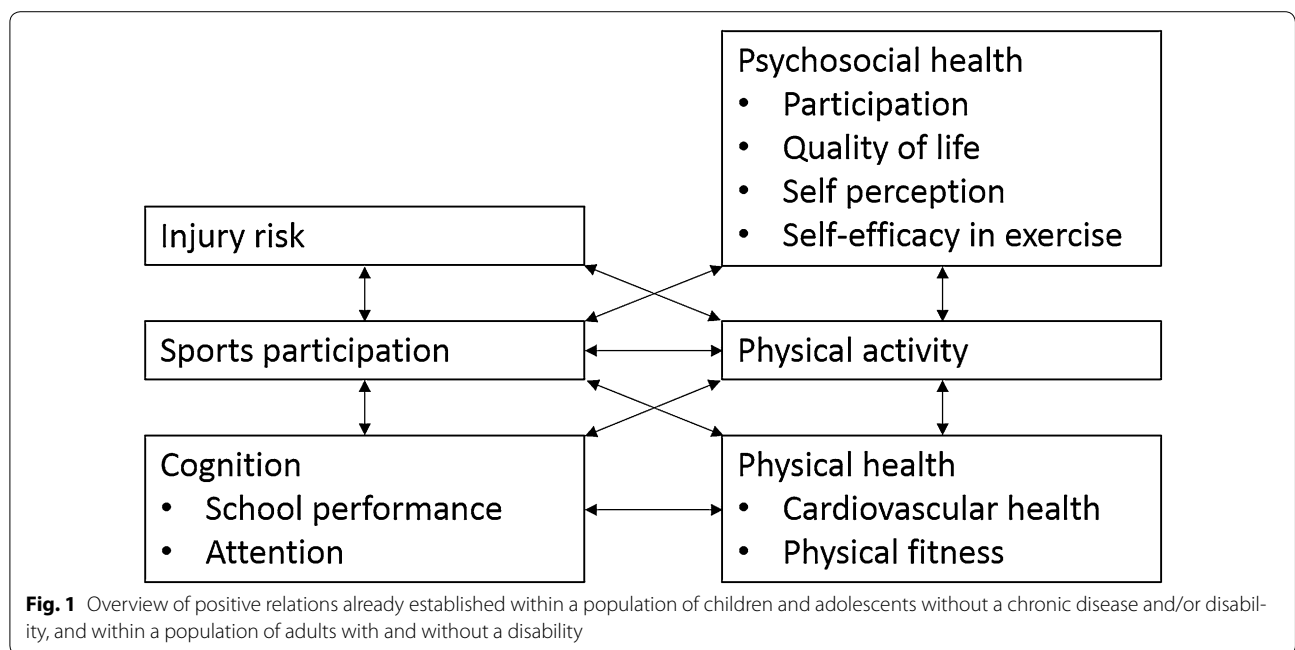 Psychosocial health
• Participation
• Quality of life
• Self perception
• Self-efficacy in exercise
Injury risk
Sports participation
Physical activity
Cognition
• School performance
• Attention
Physical health
• Cardiovascular health
• Physical fitness
Fig. 1 Overview of positive relations already established within a population of children and adolescents without a chronic disease and/or disabil-
ity, and within a population of adults with and without a disability